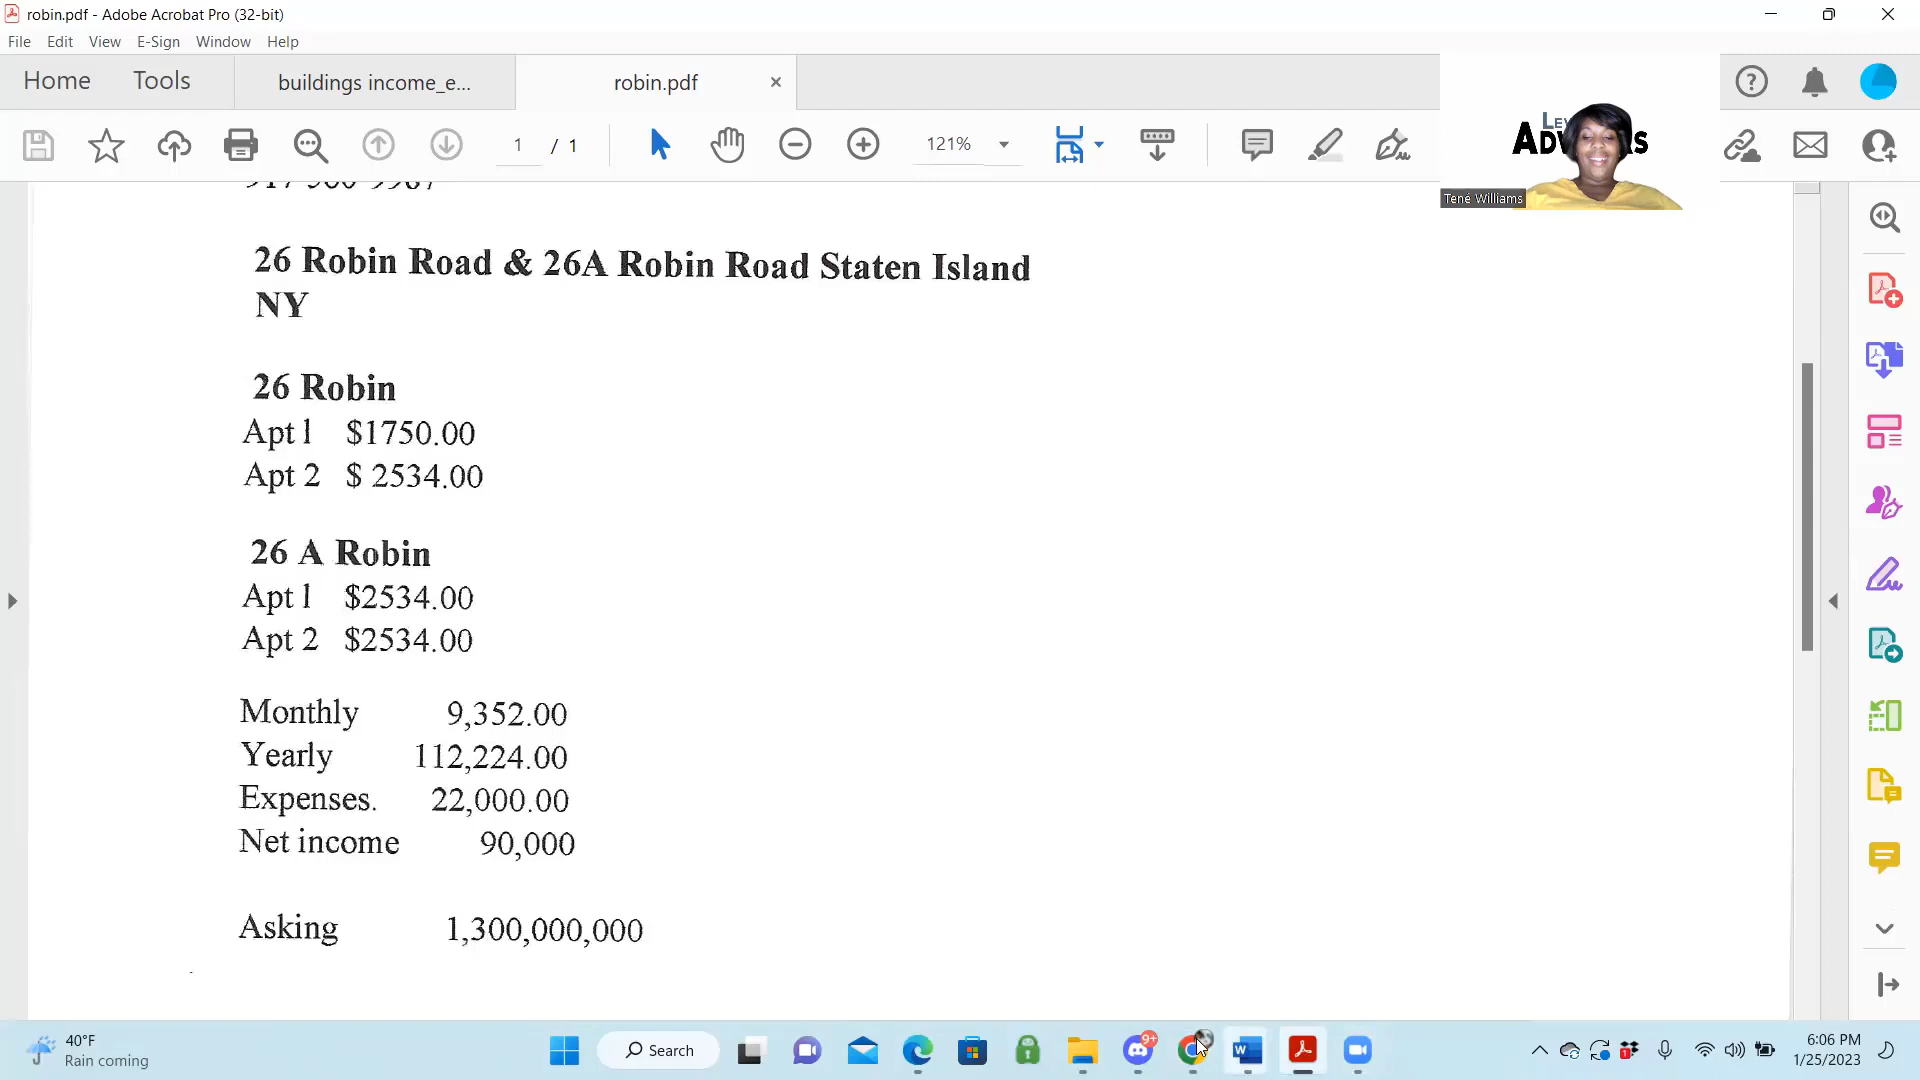 robin.pdf - Adobe Acrobat Pro (32-bit)
File Edit View E-Sign Window Help
Home Tools buildings income_e... robin.pdf ×
1 / 1 121%
Tené Williams
26 Robin Road & 26A Robin Road Staten Island
NY
26 Robin
Apt 1 $1750.00
Apt 2 $ 2534.00
26 A Robin
Apt 1 $2534.00
Apt 2 $2534.00
Monthly 9,352.00
Yearly 112,224.00
Expenses. 22,000.00
Net income 90,000
Asking 1,300,000,000
40°F
Rain coming
Search
9+
6:06 PM
1/25/2023